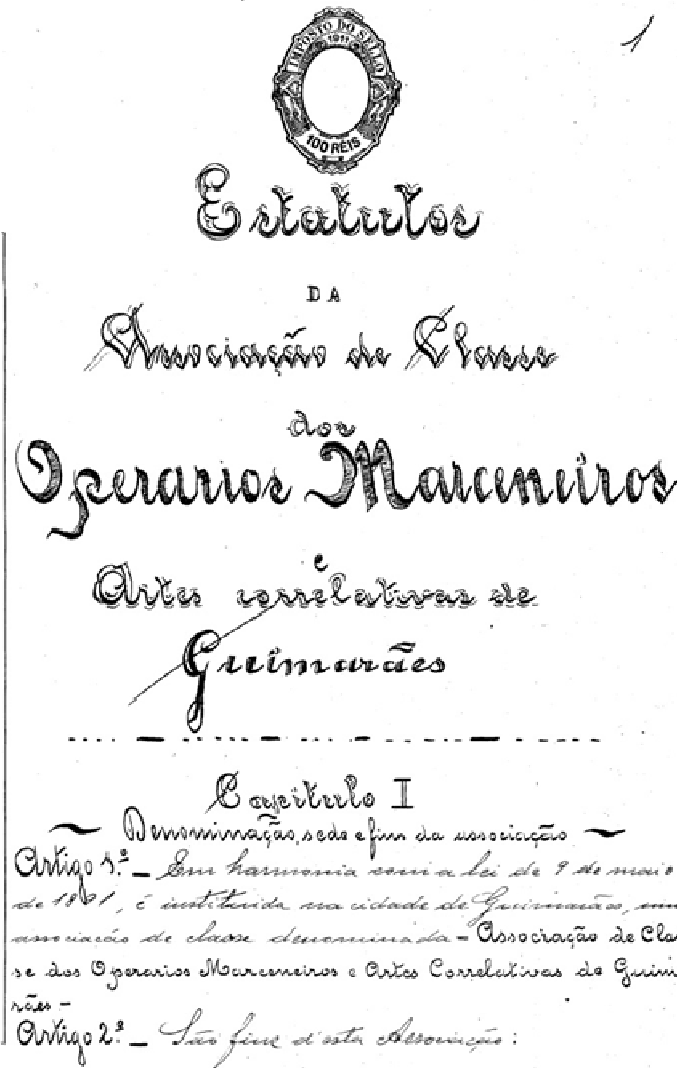 1
IMPOSTO DO SELLO
1911
100 RÉIS
Estatutos
DA
Associação de Classe
dos
Operarios Marceneiros
e
Artes correlativas de
Guimarães
Capitulo I
Denominação, sede e fim da associação
Artigo 1.º - Em harmonia com a lei de 9 de maio
de 1891, é instituida na cidade de Guimarães, uma
associacão de classe denominada - Associação de Cla
se dos Operarios Marceneiros e Artes Correlativas de Guim
rães -
Artigo 2.º - São fins d'esta Associação: